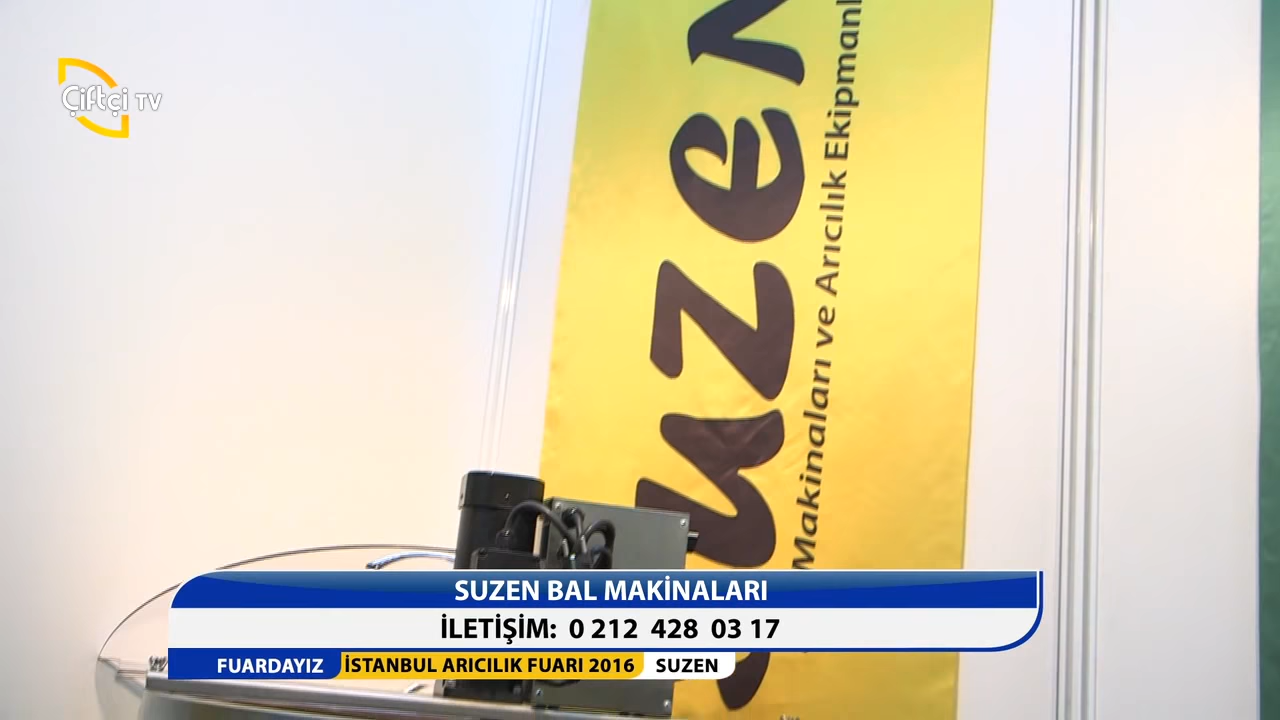 Çiftçi TV
uzen
Makinaları ve Arıcılık
SUZEN BAL MAKİNALARI
İLETİŞİM: 0 212 428 03 17
FUARDAYIZ İSTANBUL ARICILIK FUARI 2016 SUZEN